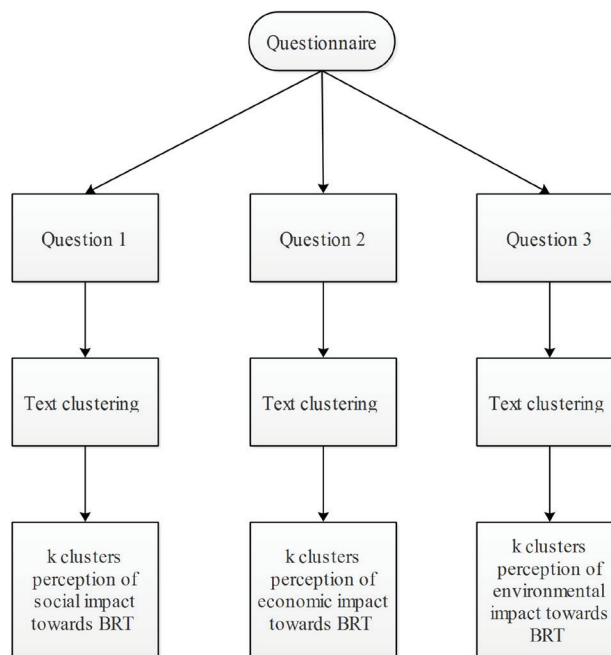 Questionnaire
Question 1
Question 2
Question 3
Text clustering
Text clustering
Text clustering
k clusters
perception of
social impact
towards BRT
k clusters
perception of
economic impact
towards BRT
k clusters
perception of
environmental
impact towards
BRT